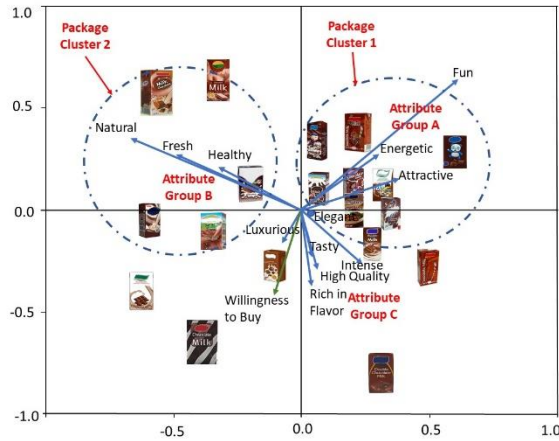 1.0
Package
Cluster 2
Package
Cluster 1
Fun
0.5
Milk
Attribute
Group A
Natural
Fresh
Healthy
Energetic
Attribute
Group B
Attractive
0.0
Elegant
Luxurious
Tasty
Intense
High Quality
Willingness
to Buy
Rich in
Flavor
Attribute
Group C
-0.5
Milk
-1.0
-0.5
0.0
0.5
1.0